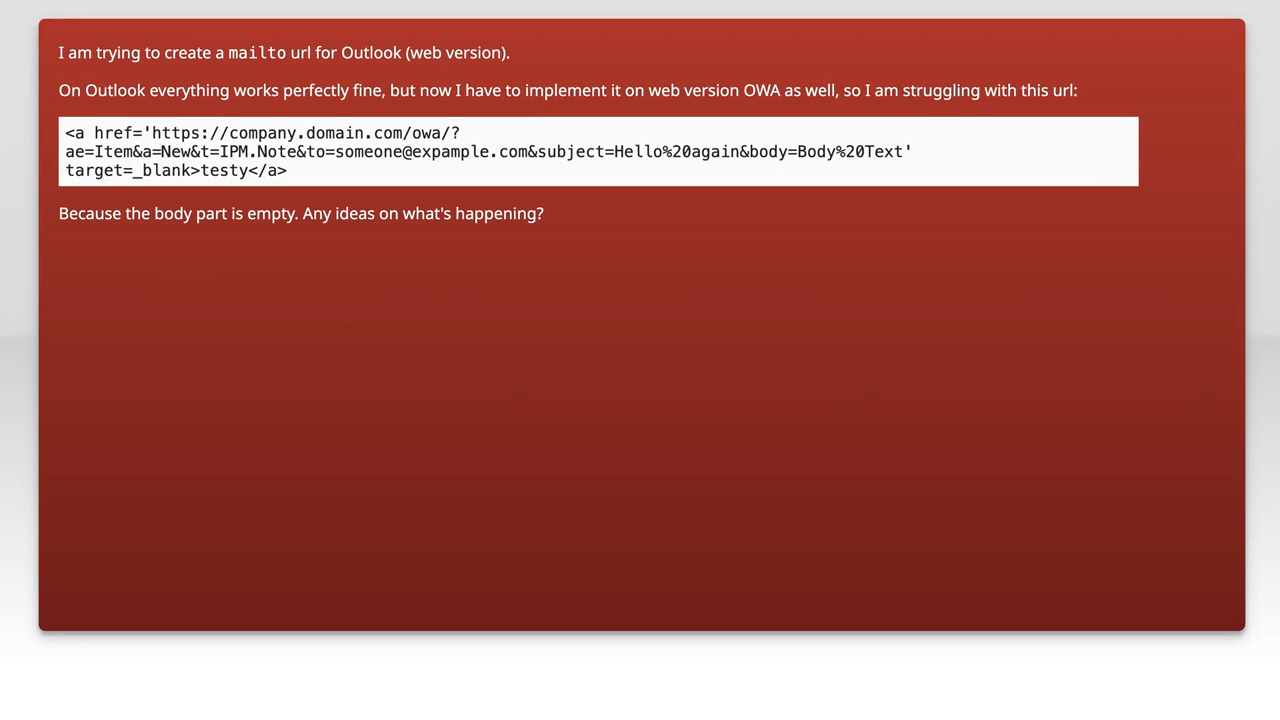 I am trying to create a mailto url for Outlook (web version).
On Outlook everything works perfectly fine, but now I have to implement it on web version OWA as well, so I am struggling with this url:
<a href='https://company.domain.com/owa/?
ae=Item&a=New&t=IPM.Note&to=someone@expample.com&subject=Hello%20again&body=Body%20Text'
target=_blank>testy</a>
Because the body part is empty. Any ideas on what's happening?